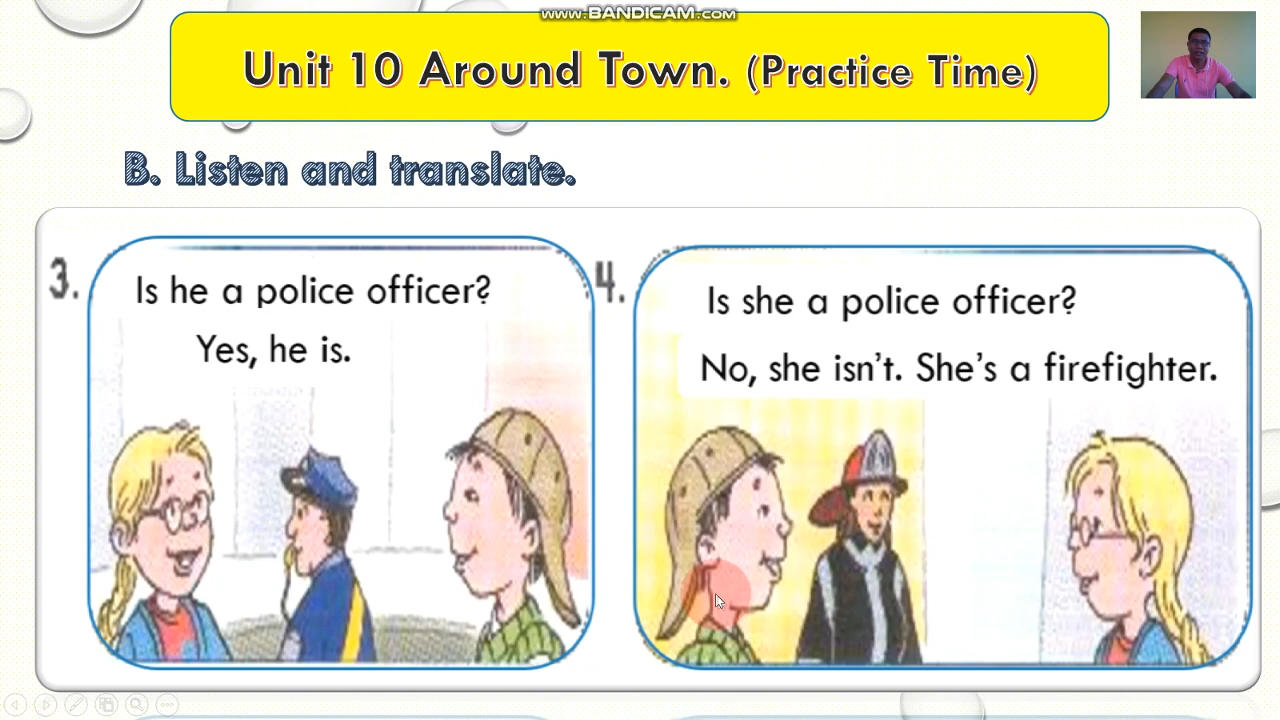 www.BANDICAM.com
Unit 10 Around Town. (Practice Time)
B. Listen and translate.
3.
Is he a police officer?
Yes, he is.
4.
Is she a police officer?
No, she isn't. She's a firefighter.